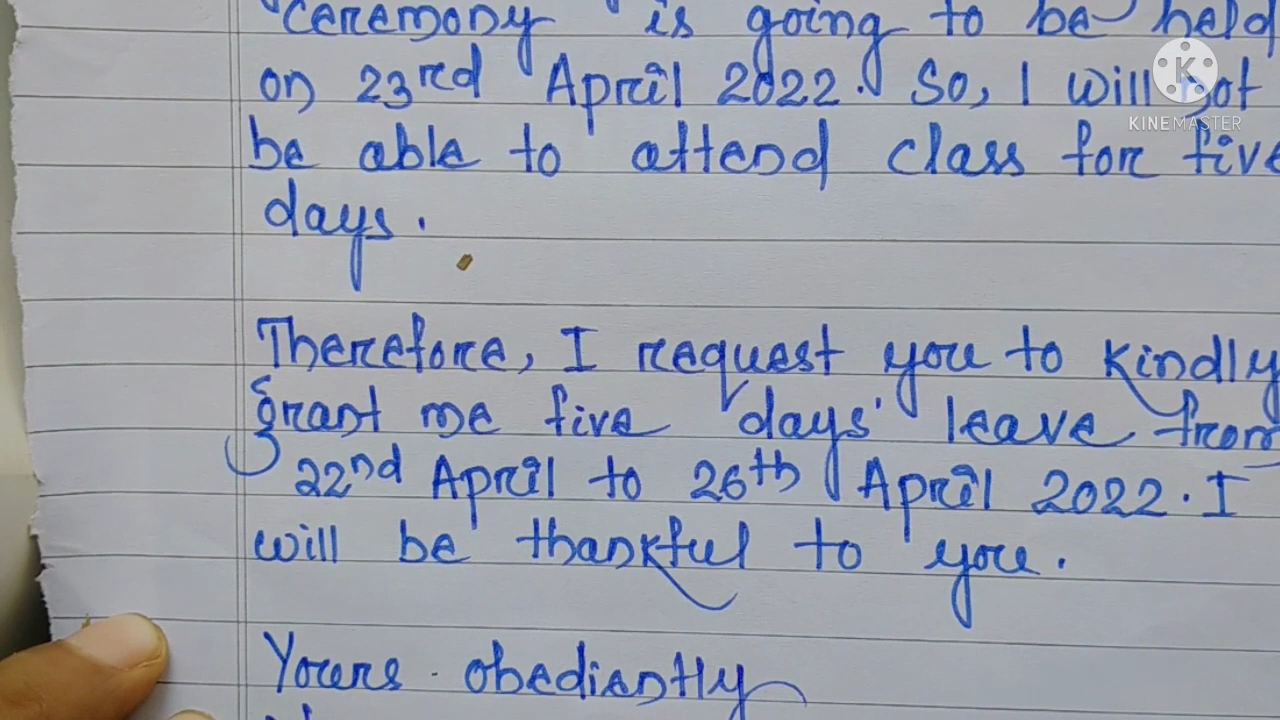 ceremony is going to be held
on 23rd April 2022. So, I will not
be able to attend class for five
days.
Therefore, I request you to kindly
grant me five days' leave from
22nd April to 26th April 2022. I
will be thankful to you.
Yours obediantly
KINEMASTER